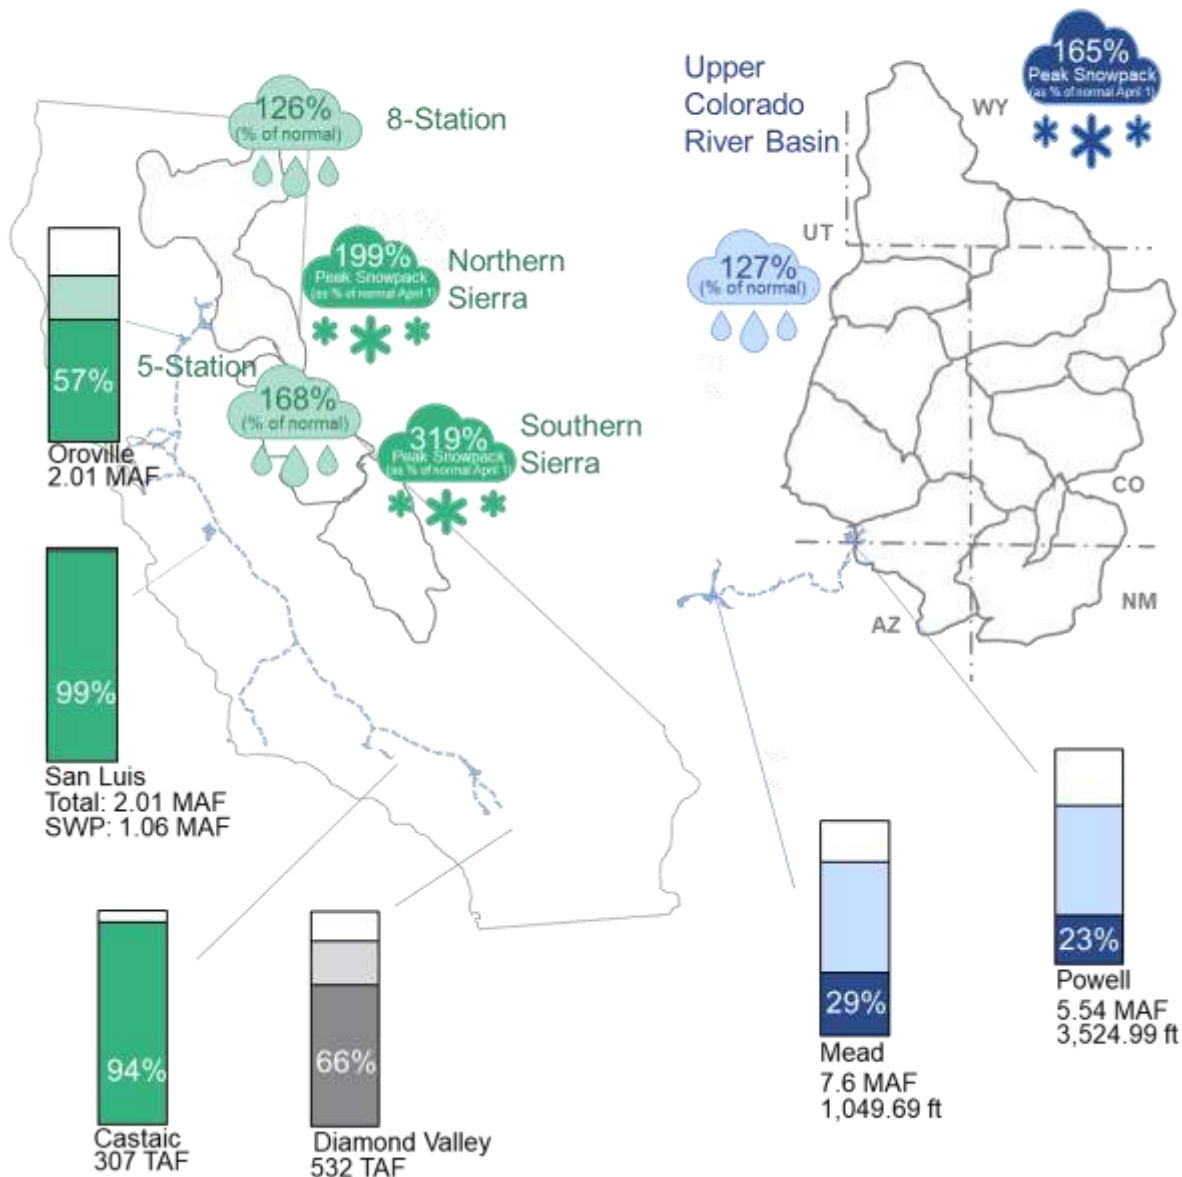 126%
(% of normal)
8-Station
199%
Peak Snowpack
(as % of normal April 1)
Northern
Sierra
57%
Oroville
2.01 MAF
5-Station
168%
(% of normal)
319%
Peak Snowpack
(as % of normal April 1)
Southern
Sierra
99%
San Luis
Total: 2.01 MAF
SWP: 1.06 MAF
94%
Castaic
307 TAF
66%
Diamond Valley
532 TAF
Upper
Colorado
River Basin
165%
Peak Snowpack
(as % of normal April 1)
WY
UT
127%
(% of normal)
CO
NM
AZ
29%
Mead
7.6 MAF
1,049.69 ft
23%
Powell
5.54 MAF
3,524.99 ft